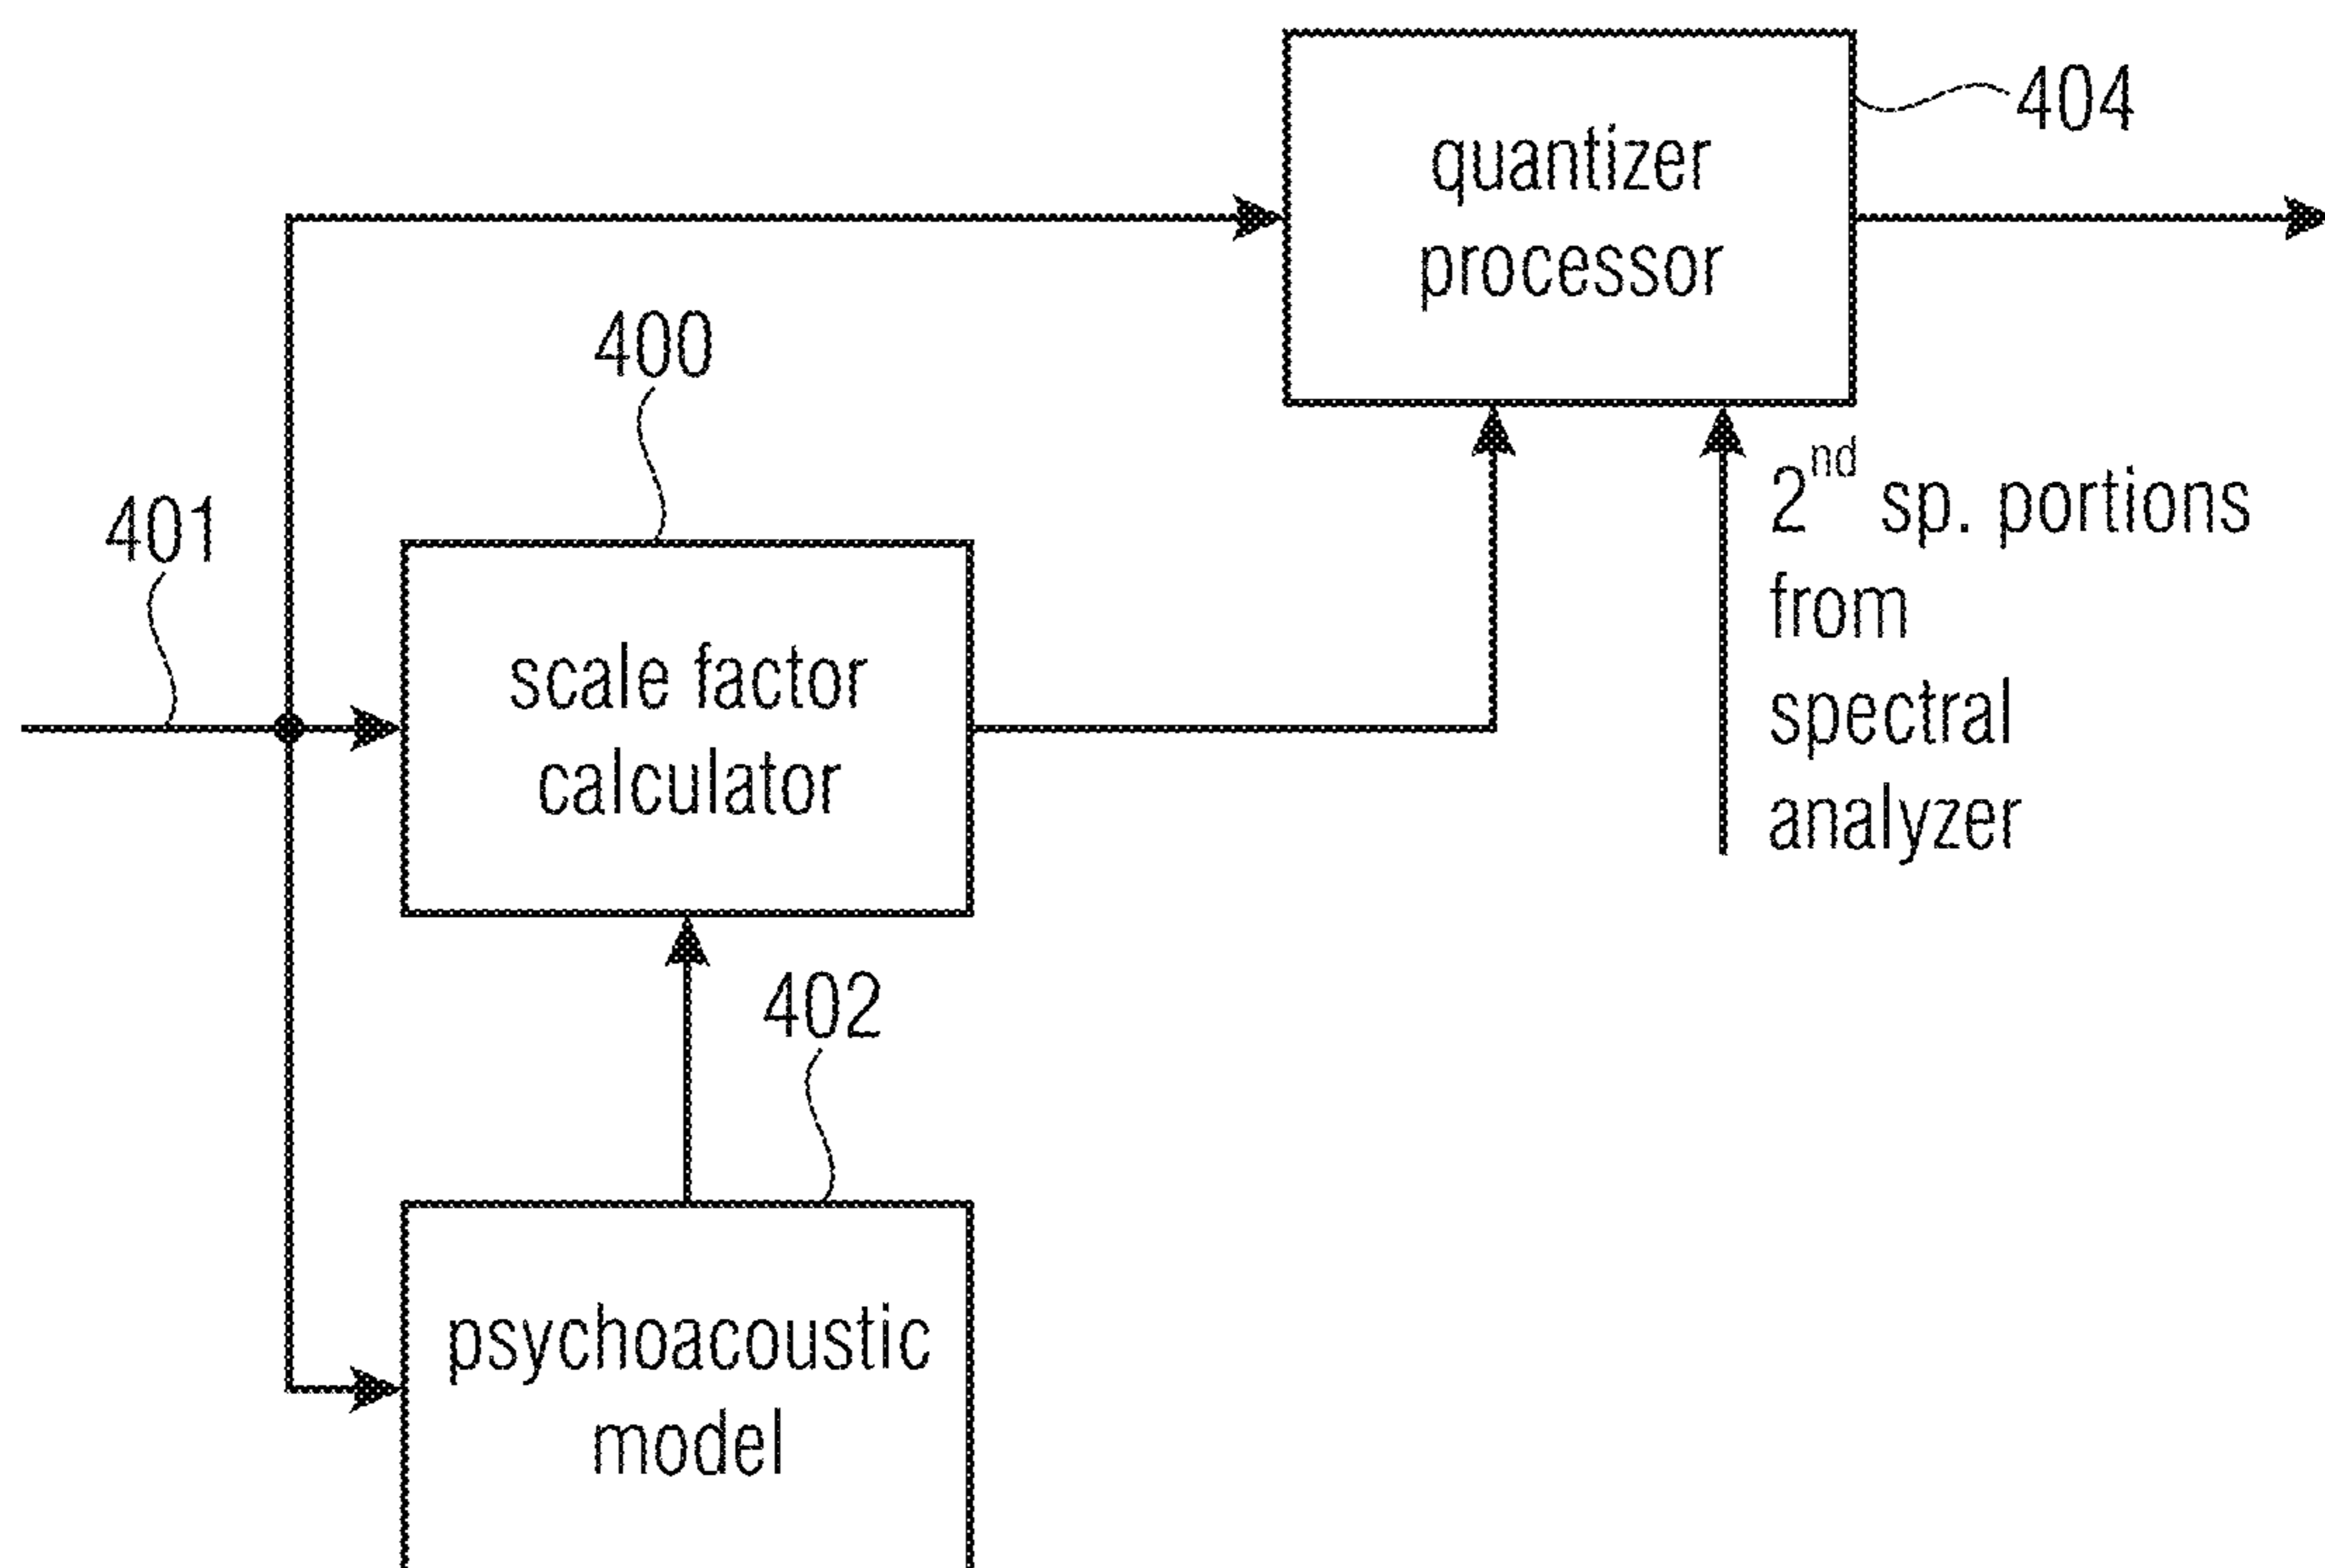 404
quantizer
processor
400
401
2nd sp. portions
from
spectral
analyzer
scale factor
calculator
402
psychoacoustic
model